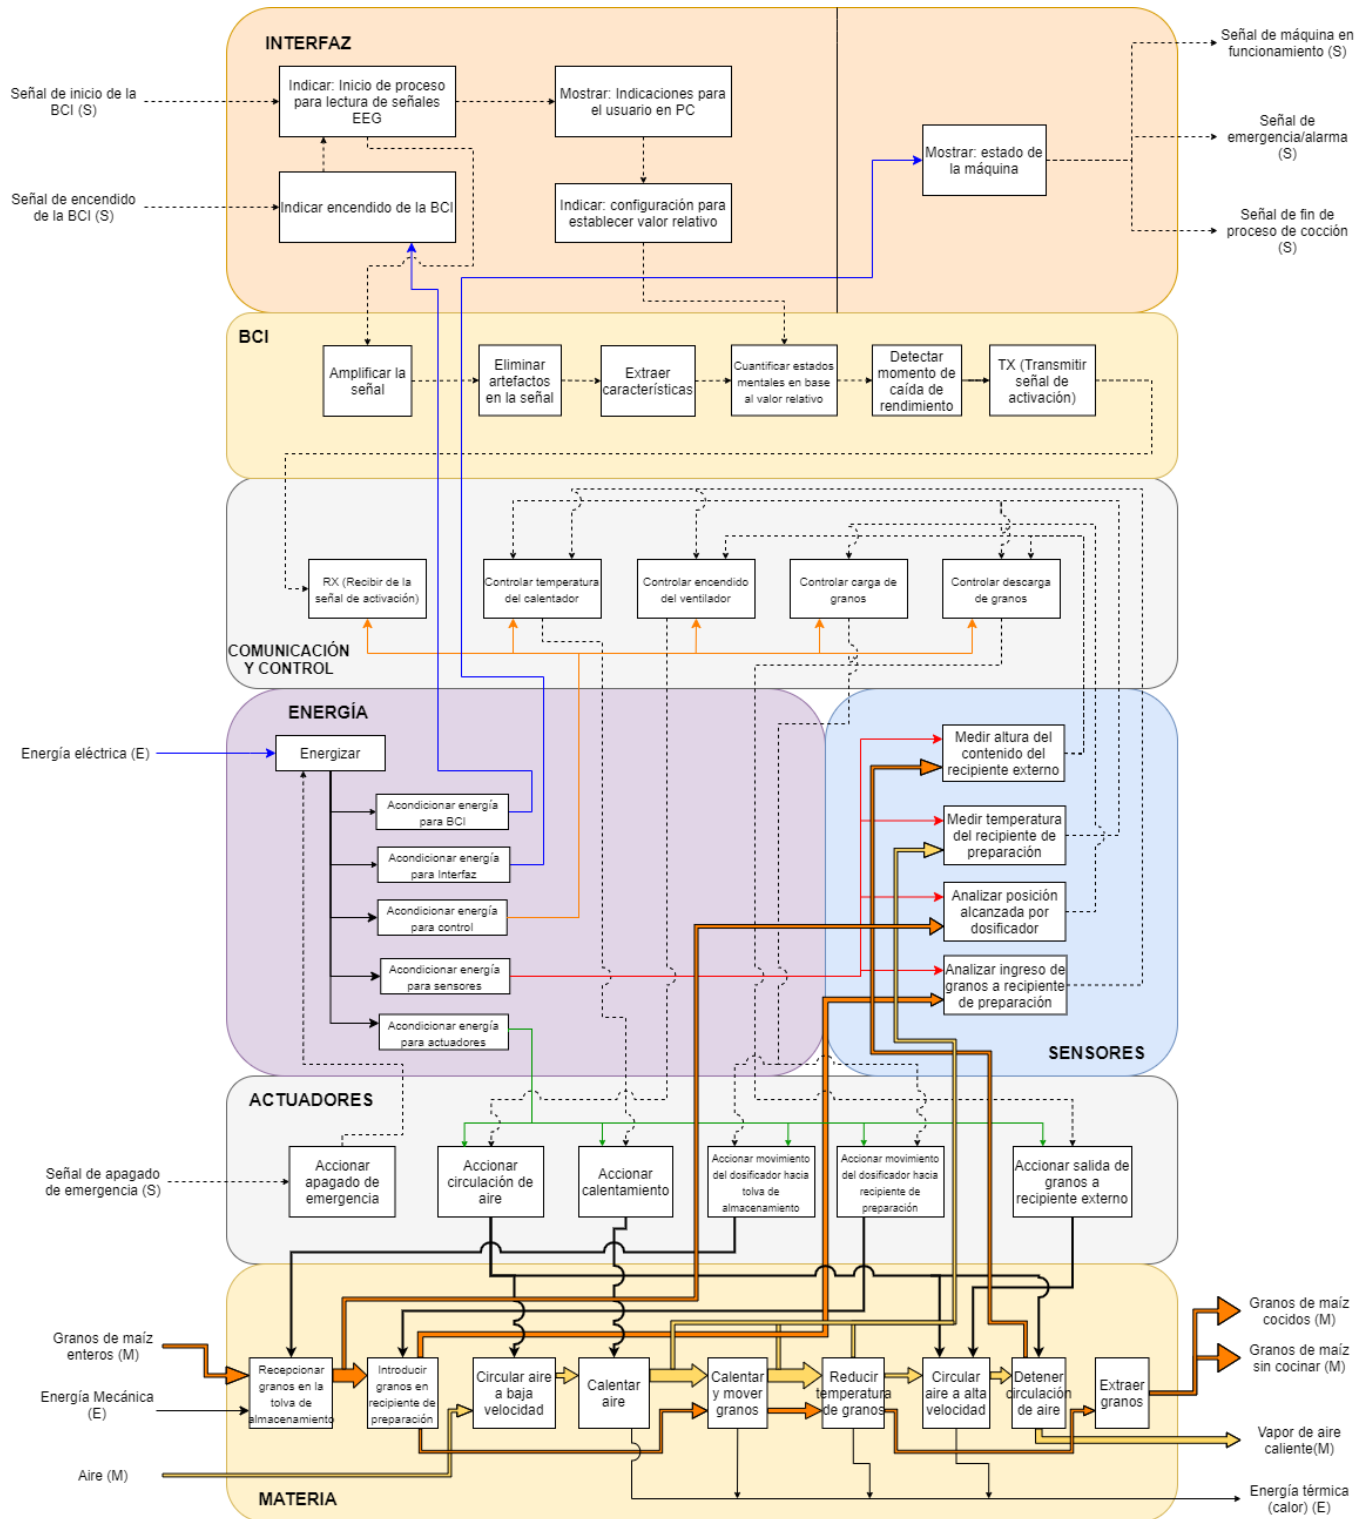 INTERFAZ
Señal de inicio de la
BCI (S)
Señal de encendido
de la BCI (S)
Indicar: Inicio de proceso
para lectura de señales
EEG
Mostrar: Indicaciones para
el usuario en PC
Indicar encendido de la BCI
Indicar: configuración para
establecer valor relativo
Mostrar: estado de
la máquina
Señal de máquina en
funcionamiento (S)
Señal de
emergencia/alarma
(S)
Señal de fin de
proceso de cocción
(S)
BCI
Amplificar la
señal
Eliminar
artefactos
en la señal
Extraer
características
Cuantificar estados
mentales en base
al valor relativo
Detectar
momento de
caída de
rendimiento
TX (Transmitir
señal de
activación)
RX (Recibir de la
señal de activación)
Controlar temperatura
del calentador
Controlar encendido
del ventilador
Controlar carga de
granos
Controlar descarga
de granos
COMUNICACIÓN
Y CONTROL
ENERGÍA
Energía eléctrica (E)
Energizar
Acondicionar energía
para BCI
Acondicionar energía
para Interfaz
Acondicionar energía
para control
Acondicionar energía
para sensores
Acondicionar energía
para actuadores
Medir altura del
contenido del
recipiente externo
Medir temperatura
del recipiente de
preparación
Analizar posición
alcanzada por
dosificador
Analizar ingreso de
granos a recipiente
de preparación
SENSORES
ACTUADORES
Señal de apagado
de emergencia (S)
Accionar
apagado de
emergencia
Accionar
circulación de
aire
Accionar
calentamiento
Accionar movimiento
del dosificador hacia
tolva de
almacenamiento
Accionar movimiento
del dosificador hacia
recipiente de
preparación
Accionar salida de
granos a
recipiente externo
Granos de maíz
enteros (M)
Energía Mecánica
(E)
Aire (M)
Recepcionar
granos en la
tolva de
almacenamiento
Introducir
granos en
recipiente de
preparación
Circular aire
a baja
velocidad
Calentar
aire
Calentar
y mover
granos
Reducir
temperatura
de granos
Circular
aire a alta
velocidad
Detener
circulación
de aire
Extraer
granos
Granos de maíz
cocidos (M)
Granos de maíz
sin cocinar (M)
Vapor de aire
caliente(M)
Energía térmica
(calor) (E)
MATERIA